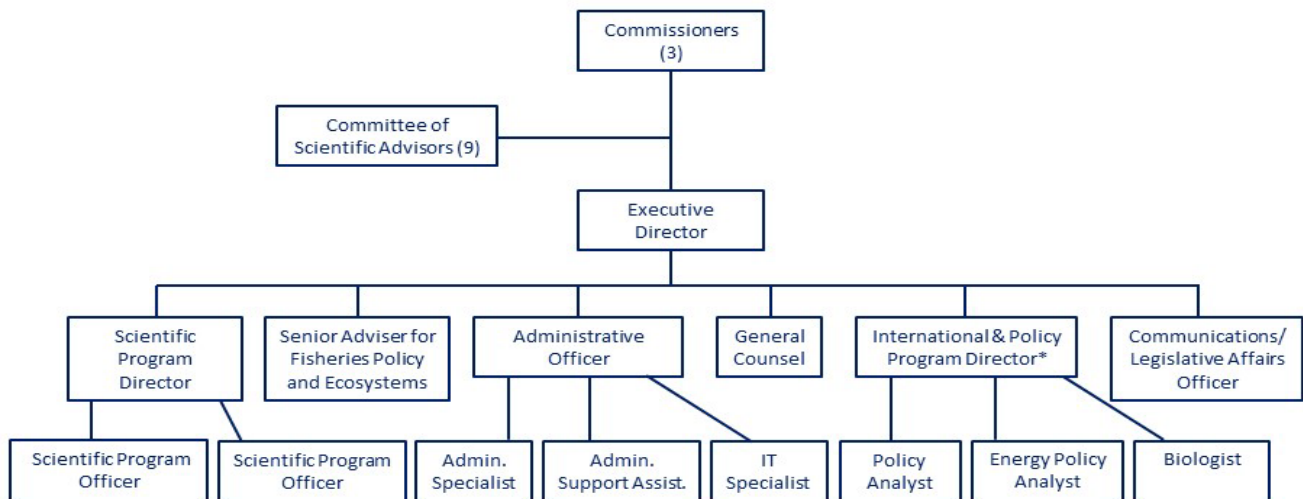 Commissioners
(3)
Committee of
Scientific Advisors (9)
Executive
Director
Scientific
Program
Director
Senior Adviser for
Fisheries Policy
and Ecosystems
Administrative
Officer
General
Counsel
International & Policy
Program Director*
Communications/
Legislative Affairs
Officer
Scientific Program
Officer
Scientific Program
Officer
Admin.
Specialist
Admin.
Support Assist.
IT
Specialist
Policy
Analyst
Energy Policy
Analyst
Biologist